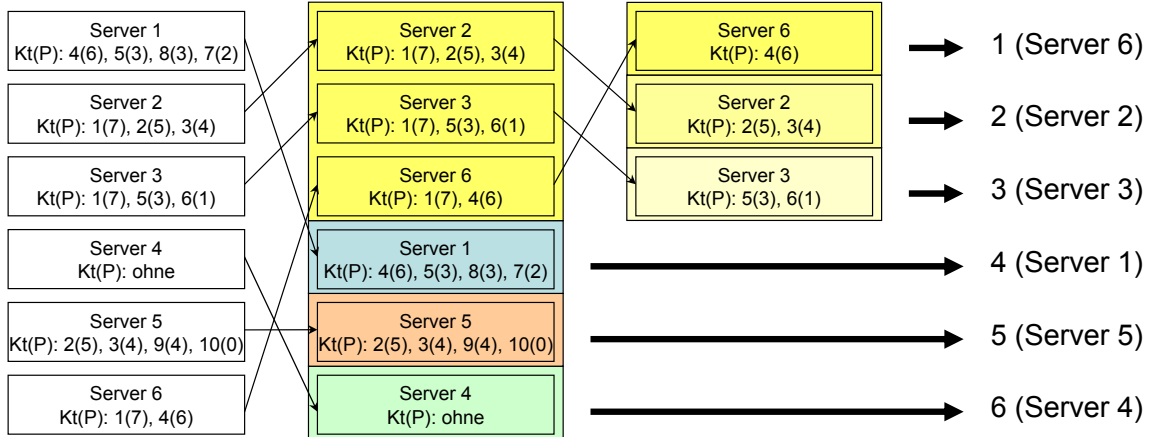 Server 1
Kt(P): 4(6), 5(3), 8(3), 7(2)
Server 2
Kt(P): 1(7), 2(5), 3(4)
Server 3
Kt(P): 1(7), 5(3), 6(1)
Server 4
Kt(P): ohne
Server 5
Kt(P): 2(5), 3(4), 9(4), 10(0)
Server 6
Kt(P): 1(7), 4(6)
Server 2
Kt(P): 1(7), 2(5), 3(4)
Server 3
Kt(P): 1(7), 5(3), 6(1)
Server 6
Kt(P): 1(7), 4(6)
Server 1
Kt(P): 4(6), 5(3), 8(3), 7(2)
Server 5
Kt(P): 2(5), 3(4), 9(4), 10(0)
Server 4
Kt(P): ohne
Server 6
Kt(P): 4(6)
Server 2
Kt(P): 2(5), 3(4)
Server 3
Kt(P): 5(3), 6(1)
1 (Server 6)
2 (Server 2)
3 (Server 3)
4 (Server 1)
5 (Server 5)
6 (Server 4)